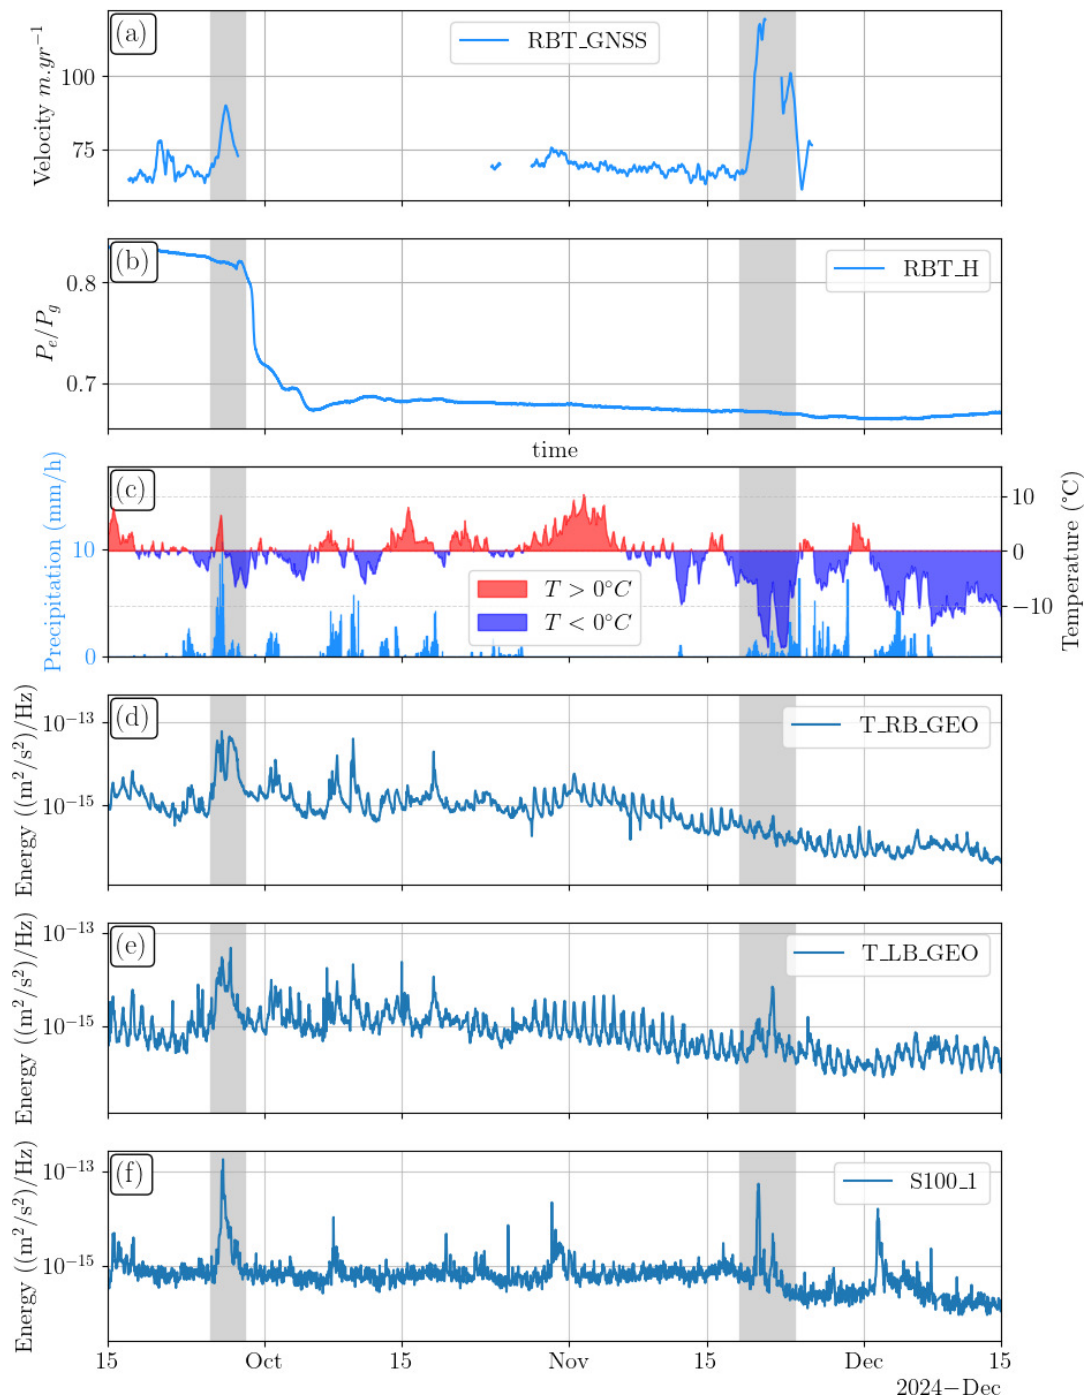 (a)
RBT_GNSS
Velocity m.yr⁻¹
100
75
(b)
RBT_H
P_e/P_g
0.8
0.7
time
(c)
Precipitation (mm/h)
10
0
T > 0°C
T < 0°C
10
0
−10
Temperature (°C)
(d)
T_RB_GEO
Energy ((m²/s²)/Hz)
10⁻¹³
10⁻¹⁵
(e)
T_LB_GEO
Energy ((m²/s²)/Hz)
10⁻¹³
10⁻¹⁵
(f)
S100_1
Energy ((m²/s²)/Hz)
10⁻¹³
10⁻¹⁵
15 Oct 15 Nov 15 Dec 15
2024−Dec